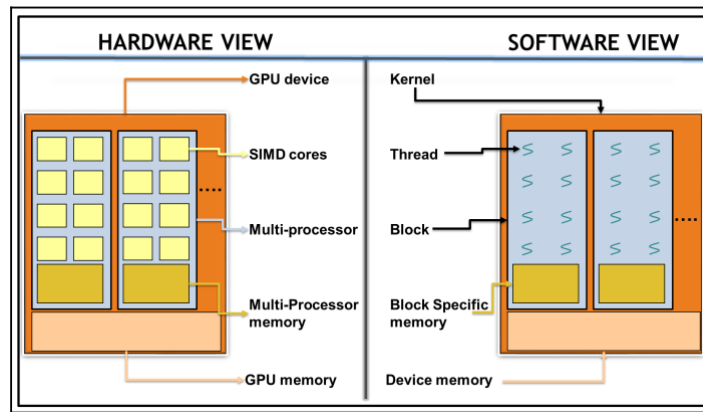 HARDWARE VIEW
GPU device
SIMD cores
....
Multi-processor
Multi-Processor
memory
GPU memory
SOFTWARE VIEW
Kernel
Thread
Block
....
Block Specific
memory
Device memory